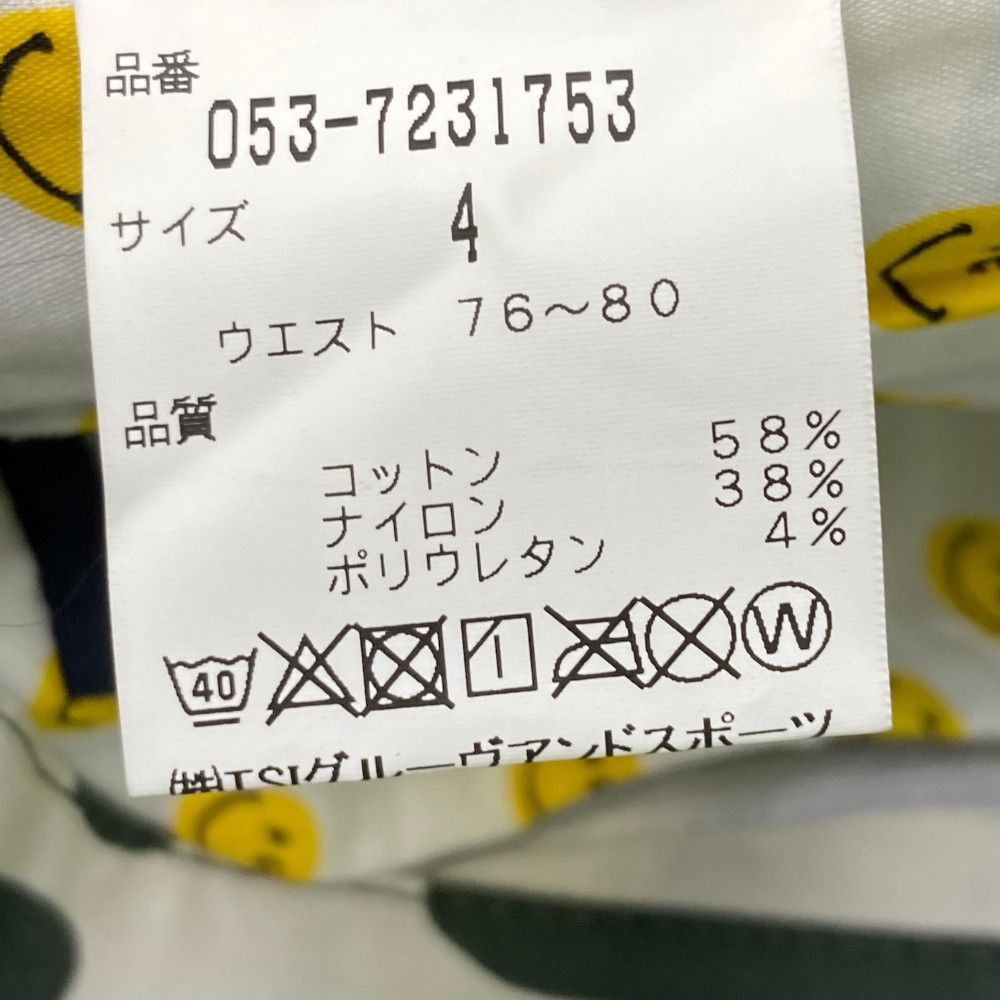 品番
053-7231753
サイズ 4
ウエスト 76〜80
品質
コットン 58%
ナイロン 38%
ポリウレタン 4%
40 W
㈱TSIグルーヴアンドスポーツ